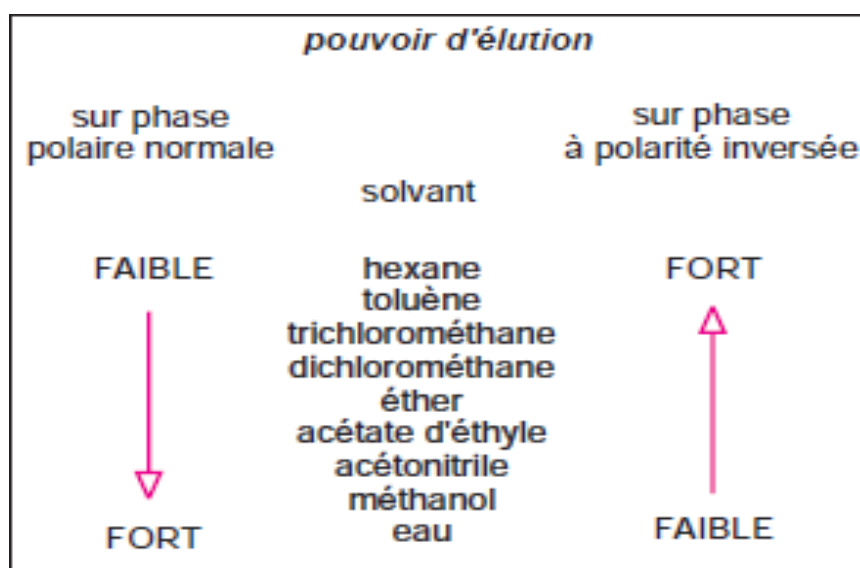 pouvoir d'élution
sur phase
polaire normale
sur phase
à polarité inversée
solvant
FAIBLE
hexane
FORT
toluène
trichlorométhane
dichlorométhane
éther
acétate d'éthyle
acétonitrile
méthanol
FORT
eau
FAIBLE